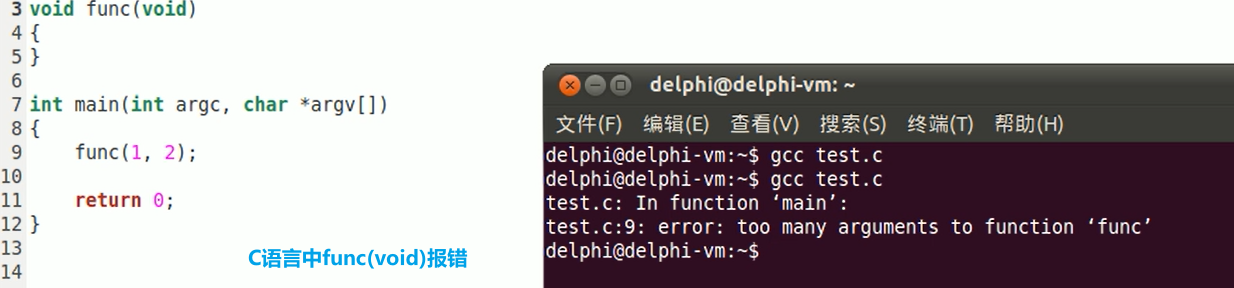 3 void func(void)
4 {
5 }
6
7 int main(int argc, char *argv[])
8 {
9     func(1, 2);
10
11     return 0;
12 }
13
14
C语言中func(void)报错
delphi@delphi-vm: ~
文件(F) 编辑(E) 查看(V) 搜索(S) 终端(T) 帮助(H)
delphi@delphi-vm:~$ gcc test.c
delphi@delphi-vm:~$ gcc test.c
test.c: In function ‘main’:
test.c:9: error: too many arguments to function ‘func’
delphi@delphi-vm:~$